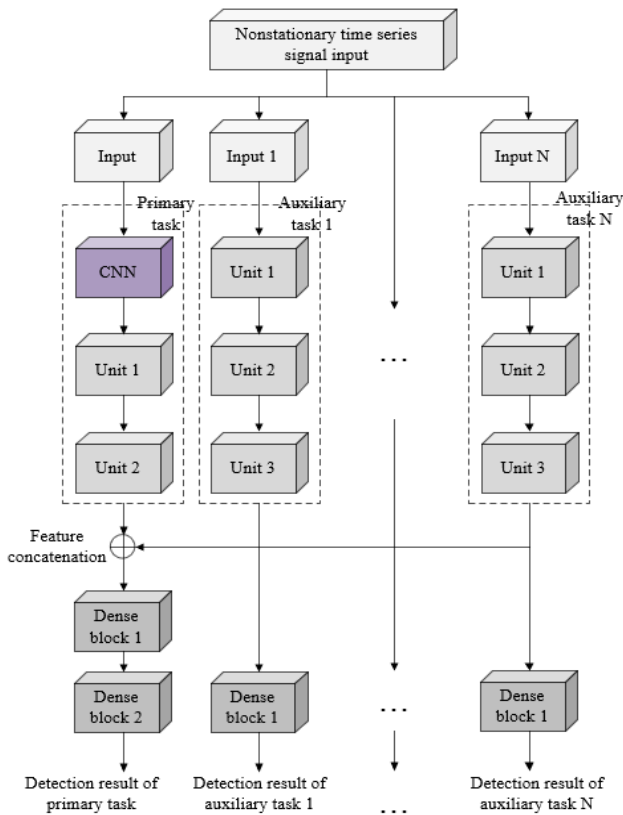 Nonstationary time series
signal input
Input
Input 1
Input N
Primary
task
Auxiliary
task 1
Auxiliary
task N
CNN
Unit 1
Unit 1
...
Unit 1
Unit 2
Unit 2
Unit 2
Unit 3
Unit 3
Feature
concatenation
Dense
block 1
Dense
block 2
Dense
block 1
...
Dense
block 1
Detection result of
primary task
Detection result of
auxiliary task 1
...
Detection result of
auxiliary task N